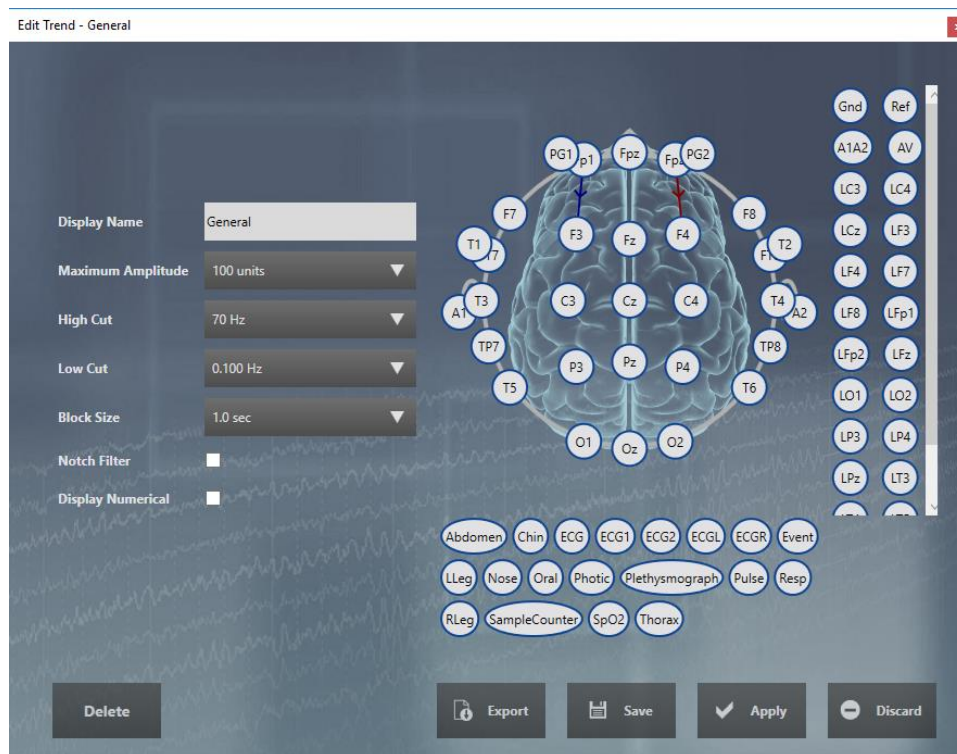 Edit Trend - General
Display Name
General
Maximum Amplitude
100 units
High Cut
70 Hz
Low Cut
0.100 Hz
Block Size
1.0 sec
Notch Filter
Display Numerical
PG1 p1 Fpz Fp PG2
F7 F3 Fz F4 F8
T1 7 F T2
A1 T3 C3 Cz C4 T4 A2
TP7 P3 Pz P4 TP8
T5 T6
O1 Oz O2
Gnd Ref
A1A2 AV
LC3 LC4
LCz LF3
LF4 LF7
LF8 LFp1
LFp2 LFz
LO1 LO2
LP3 LP4
LPz LT3
Abdomen Chin ECG ECG1 ECG2 ECGL ECGR Event
LLeg Nose Oral Photic Plethysmograph Pulse Resp
RLeg SampleCounter SpO2 Thorax
Delete Export Save Apply Discard